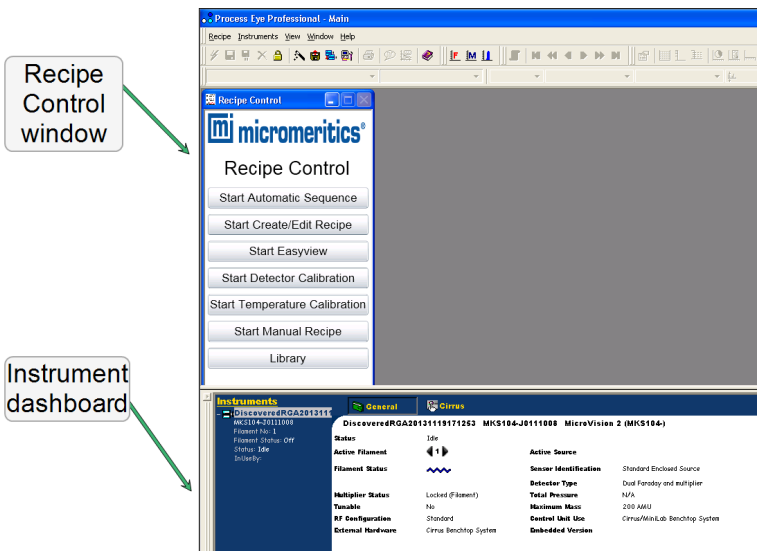 Process Eye Professional - Main
Recipe Instruments View Window Help
Recipe
Control
window
Recipe Control
mi micromeritics®
Recipe Control
Start Automatic Sequence
Start Create/Edit Recipe
Start Easyview
Start Detector Calibration
Start Temperature Calibration
Start Manual Recipe
Library
Instrument
dashboard
Instruments
DiscoveredRGA2013111
MKS104-J0111008
Filament No: 1
Filament Status: Off
Status: Idle
InUseBy:
General Cirrus
DiscoveredRGA20131119171253 MKS104-J0111008 MicroVision 2 (MKS104-)
Status Idle
Active Filament 1 Active Source
Filament Status Sensor Identification Standard Enclosed Source
Detector Type Dual Faraday and multiplier
Multiplier Status Locked (Filament) Total Pressure N/A
Tunable No Maximum Mass 200 AMU
RF Configuration Standard Control Unit Use Cirrus/MiniLab Benchtop System
External Hardware Cirrus Benchtop System Embedded Version